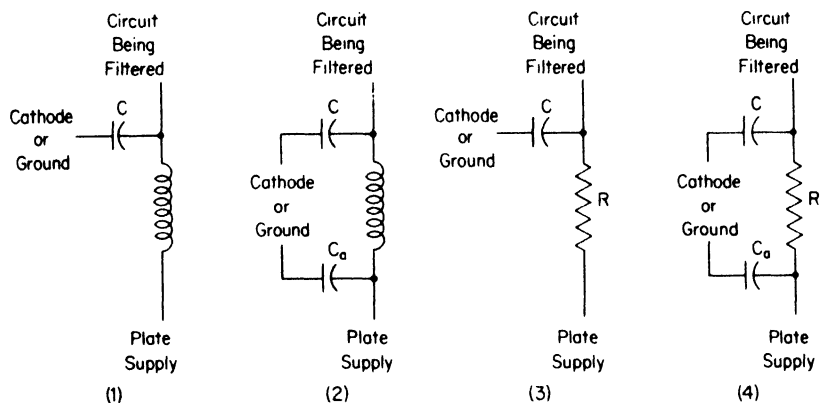 Circuit
Being
Filtered
C
Cathode
or
Ground
Plate
Supply
(1)
Circuit
Being
Filtered
C
Cathode
or
Ground
Ca
Plate
Supply
(2)
Circuit
Being
Filtered
C
Cathode
or
Ground
R
Plate
Supply
(3)
Circuit
Being
Filtered
C
Cathode
or
Ground
R
Ca
Plate
Supply
(4)